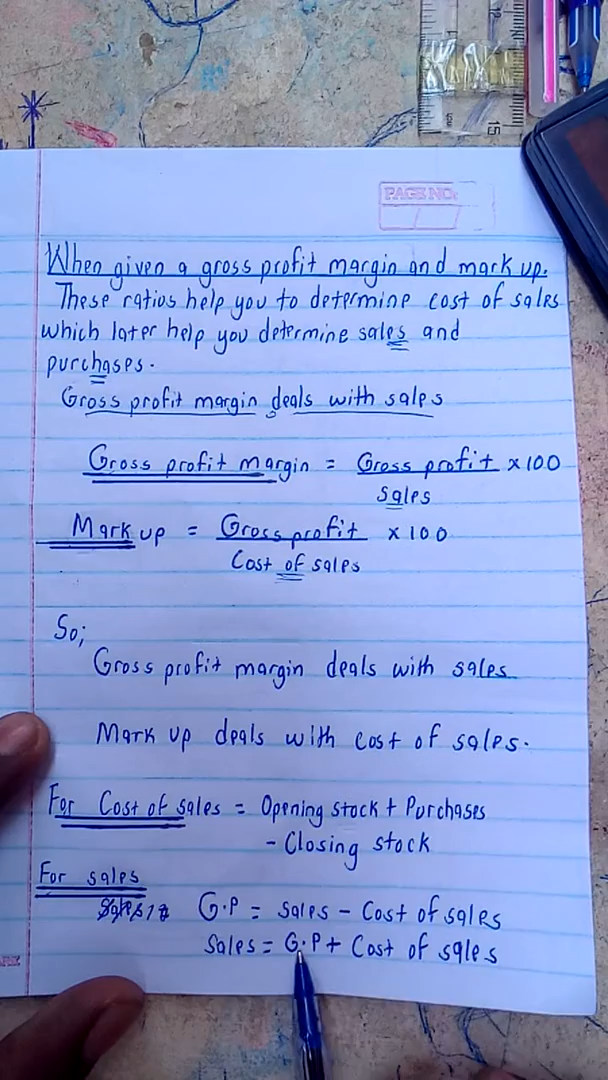 PAGE NO:
When given a gross profit margin and mark up.
These ratios help you to determine cost of sales
which later help you determine sales and
purchases.
Gross profit margin deals with sales
Gross profit margin = Gross profit x 100
Sales
Mark up = Gross profit x 100
Cost of sales
So;
Gross profit margin deals with sales
Mark up deals with cost of sales.
For Cost of sales = Opening stock + Purchases
- Closing stock
For sales
G.P = Sales - Cost of sales
Sales = G.P + Cost of sales
15